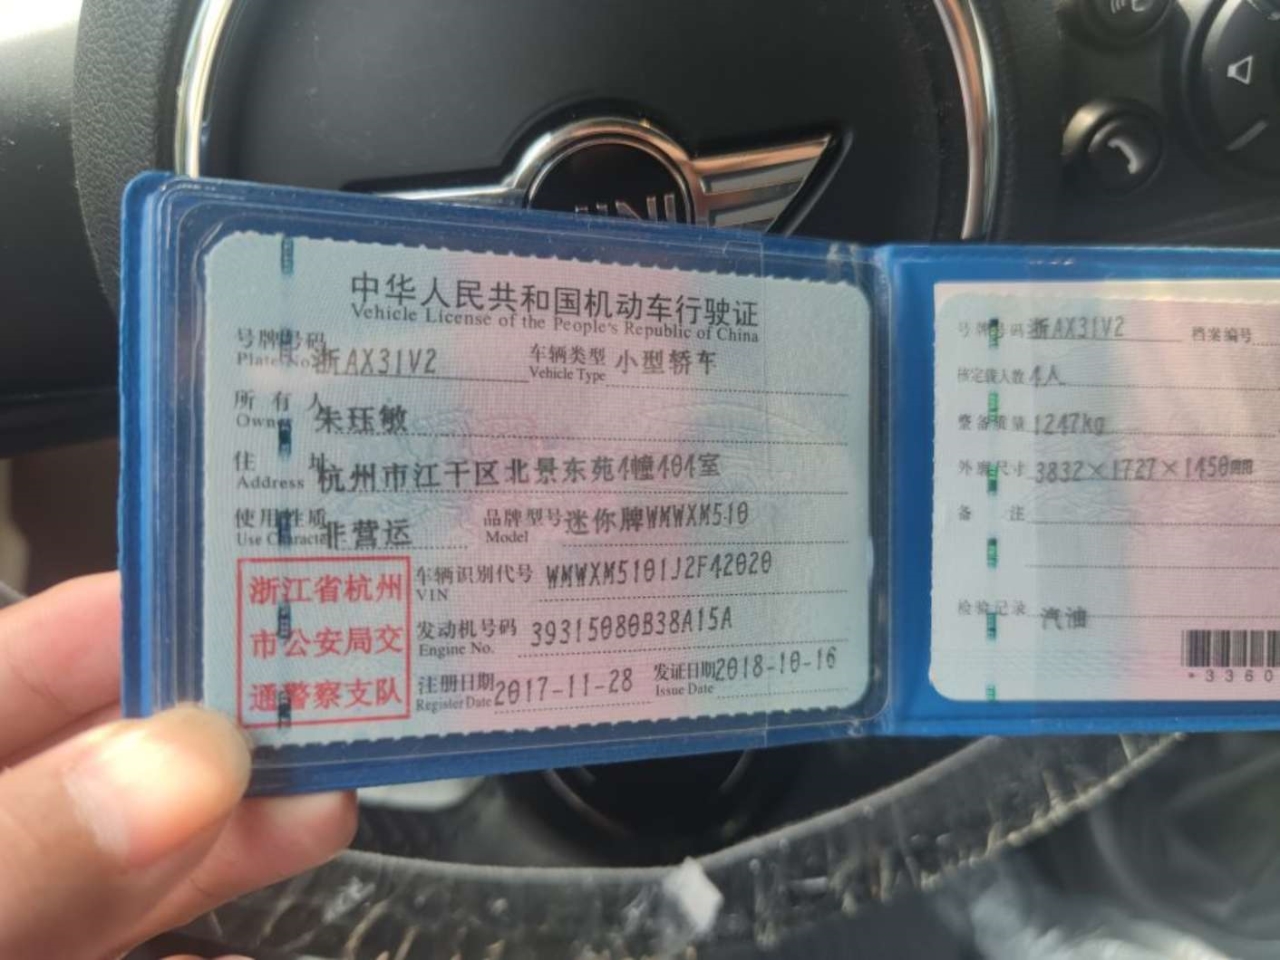 MINI
中华人民共和国机动车行驶证
Vehicle License of the People's Republic of China
号牌号码 浙AX31V2 车辆类型 小型轿车
Plate No. Vehicle Type
所有人 朱珏敏
Owner
住址 杭州市江干区北景东苑4幢404室
Address
使用性质 非营运 品牌型号 迷你牌WMWXM510
Use Character Model
浙江省杭州
市公安局交
通警察支队
车辆识别代号 WMWXM5101J2F42020
VIN
发动机号码 39315080B38A15A
Engine No.
注册日期 2017-11-28 发证日期 2018-10-16
Register Date Issue Date
号牌号码 浙AX31V2 档案编号
核定载人数 4人
整备质量 1247kg
外廓尺寸 3832×1727×1450mm
备注
检验记录 汽油
*3360